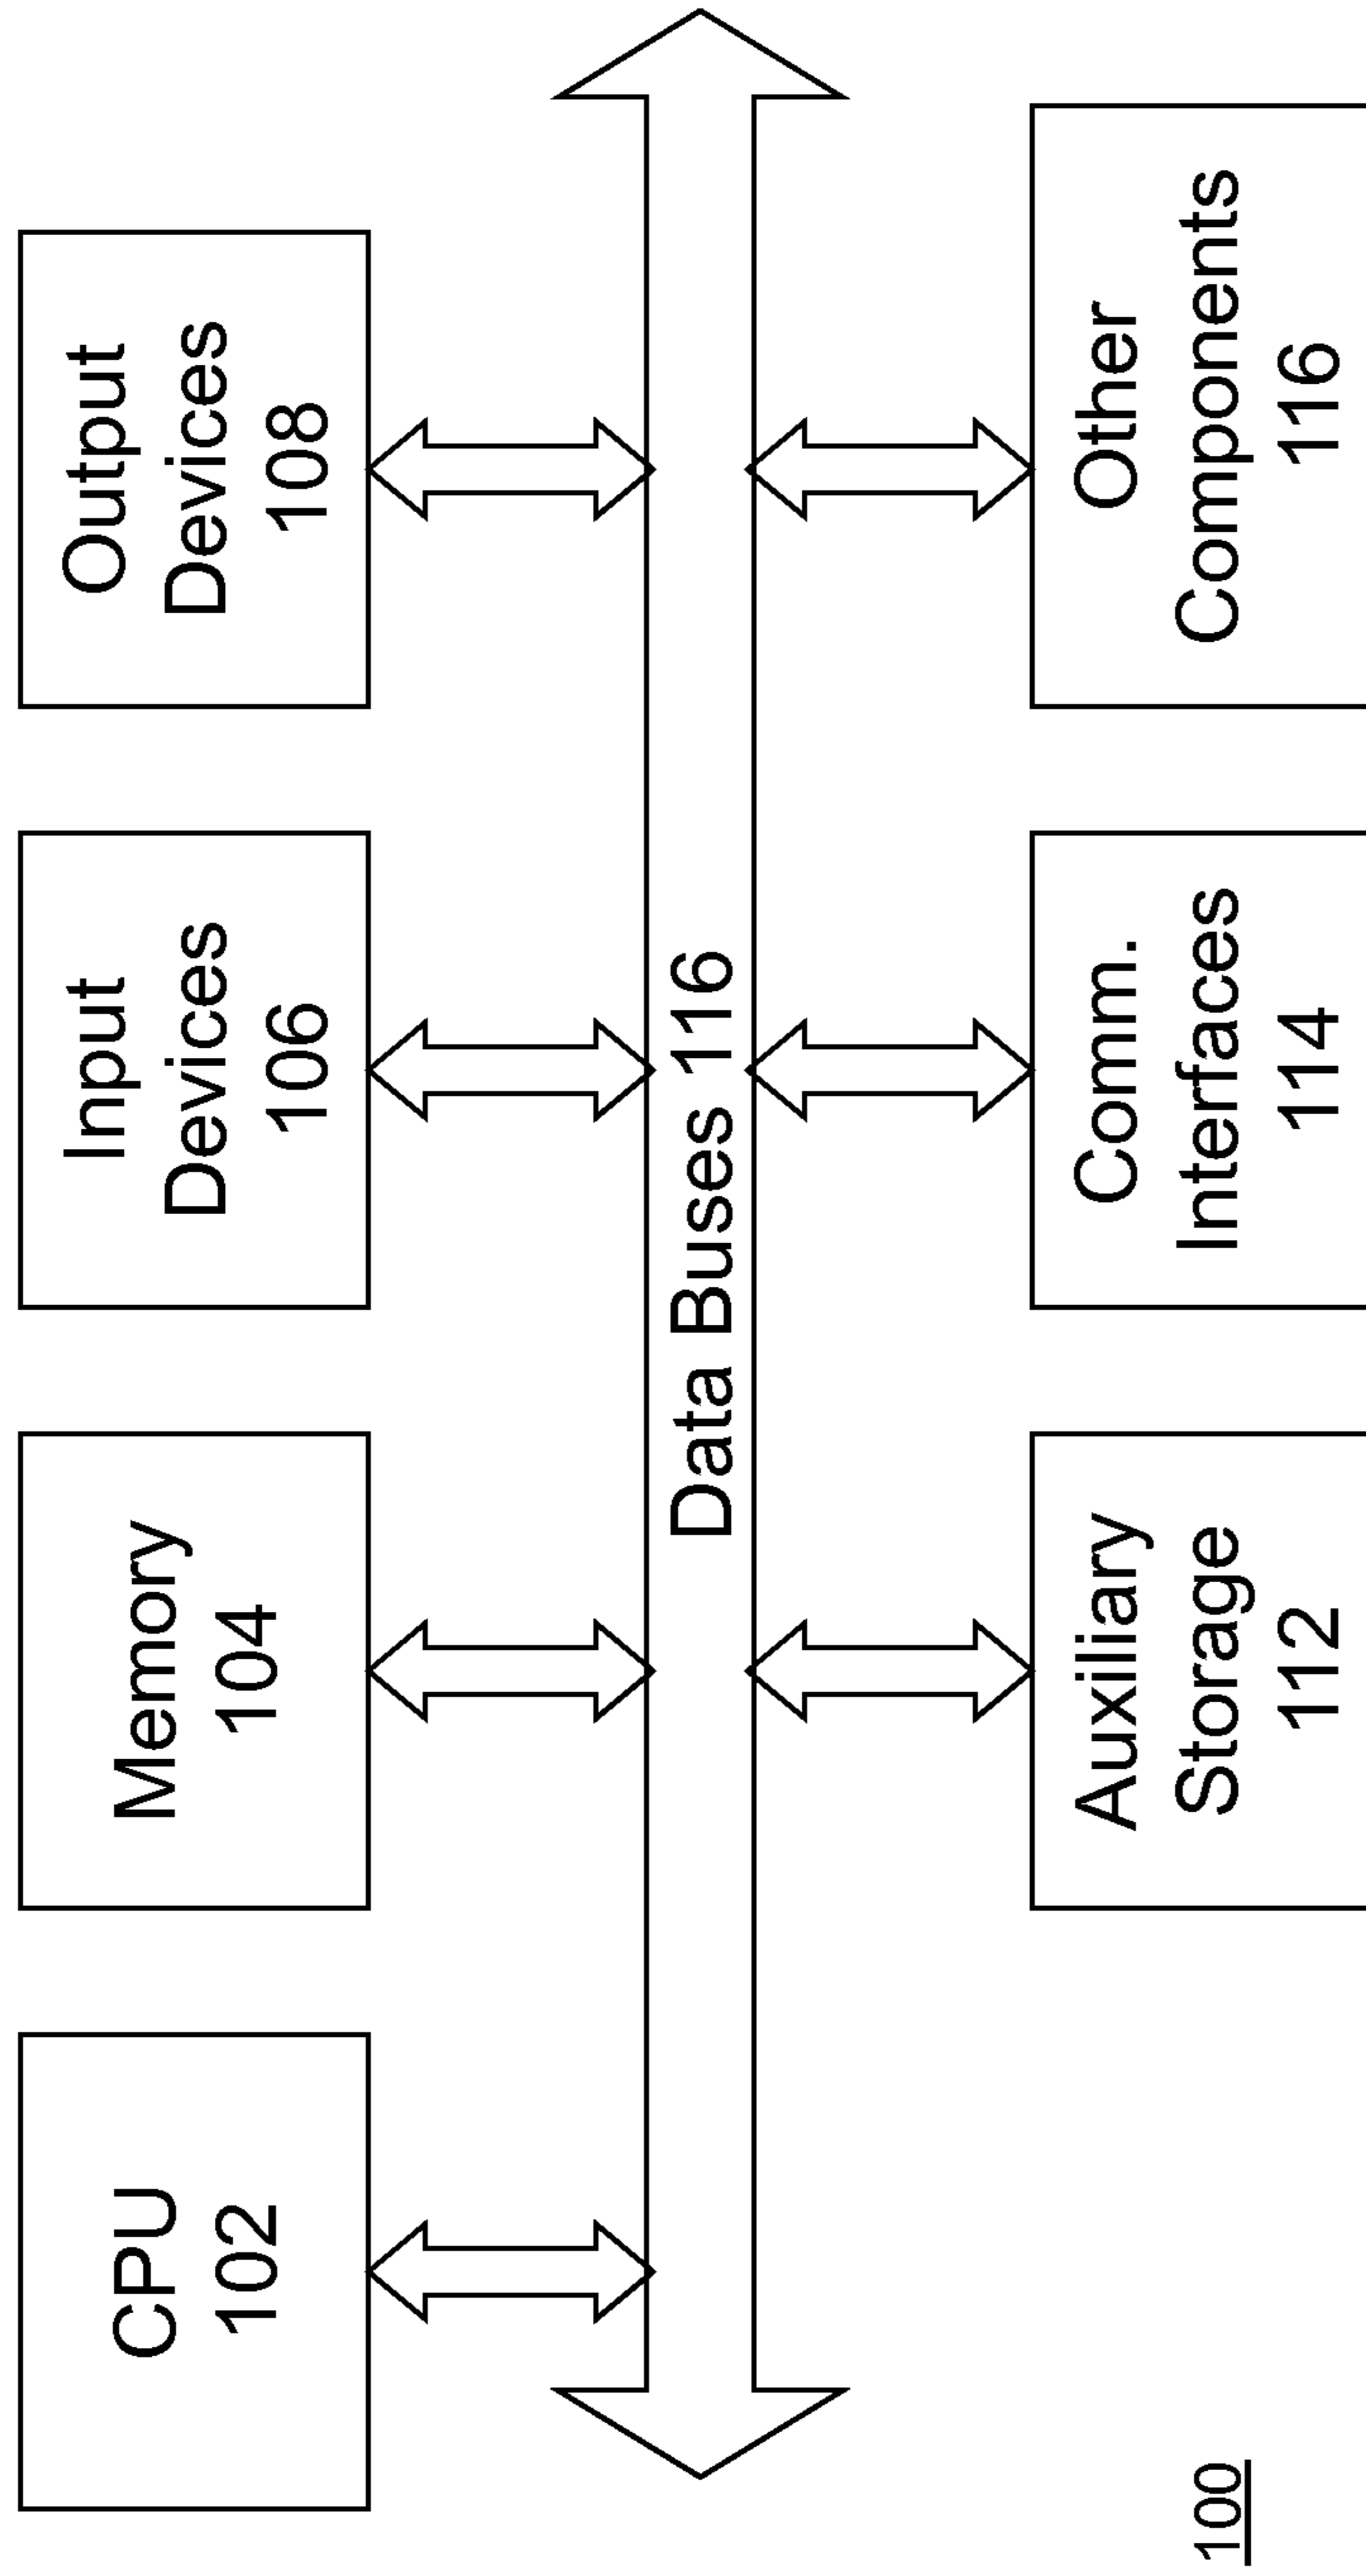 CPU
102
Memory
104
Input
Devices
106
Output
Devices
108
Data Buses 116
Auxiliary
Storage
112
Comm.
Interfaces
114
Other
Components
116
100